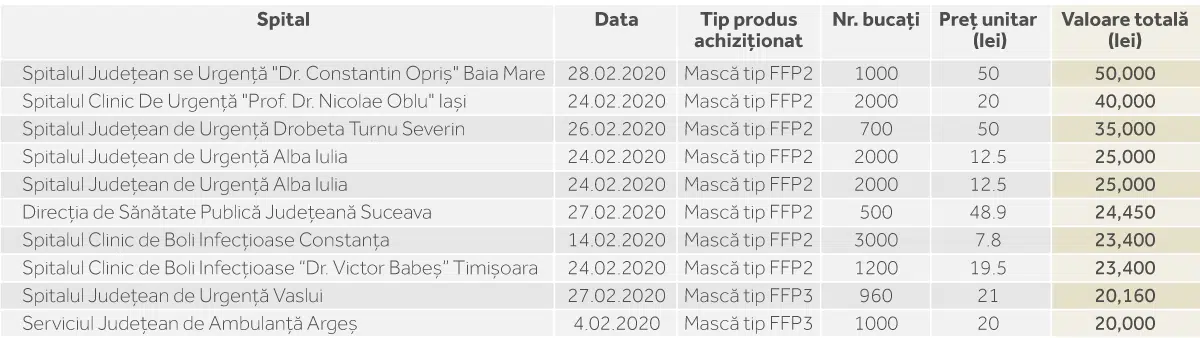 Spital Data Tip produs achiziționat Nr. bucați Preț unitar (lei) Valoare totală (lei)
Spitalul Județean se Urgență "Dr. Constantin Opriș" Baia Mare 28.02.2020 Mască tip FFP2 1000 50 50,000
Spitalul Clinic De Urgență "Prof. Dr. Nicolae Oblu" Iași 24.02.2020 Mască tip FFP2 2000 20 40,000
Spitalul Județean de Urgență Drobeta Turnu Severin 26.02.2020 Mască tip FFP2 700 50 35,000
Spitalul Județean de Urgență Alba Iulia 24.02.2020 Mască tip FFP2 2000 12.5 25,000
Spitalul Județean de Urgență Alba Iulia 24.02.2020 Mască tip FFP2 2000 12.5 25,000
Direcția de Sănătate Publică Județeană Suceava 27.02.2020 Mască tip FFP2 500 48.9 24,450
Spitalul Clinic de Boli Infecțioase Constanța 14.02.2020 Mască tip FFP2 3000 7.8 23,400
Spitalul Clinic de Boli Infecțioase “Dr. Victor Babeș” Timișoara 24.02.2020 Mască tip FFP2 1200 19.5 23,400
Spitalul Județean de Urgență Vaslui 27.02.2020 Mască tip FFP3 960 21 20,160
Serviciul Județean de Ambulanță Argeș 4.02.2020 Mască tip FFP3 1000 20 20,000